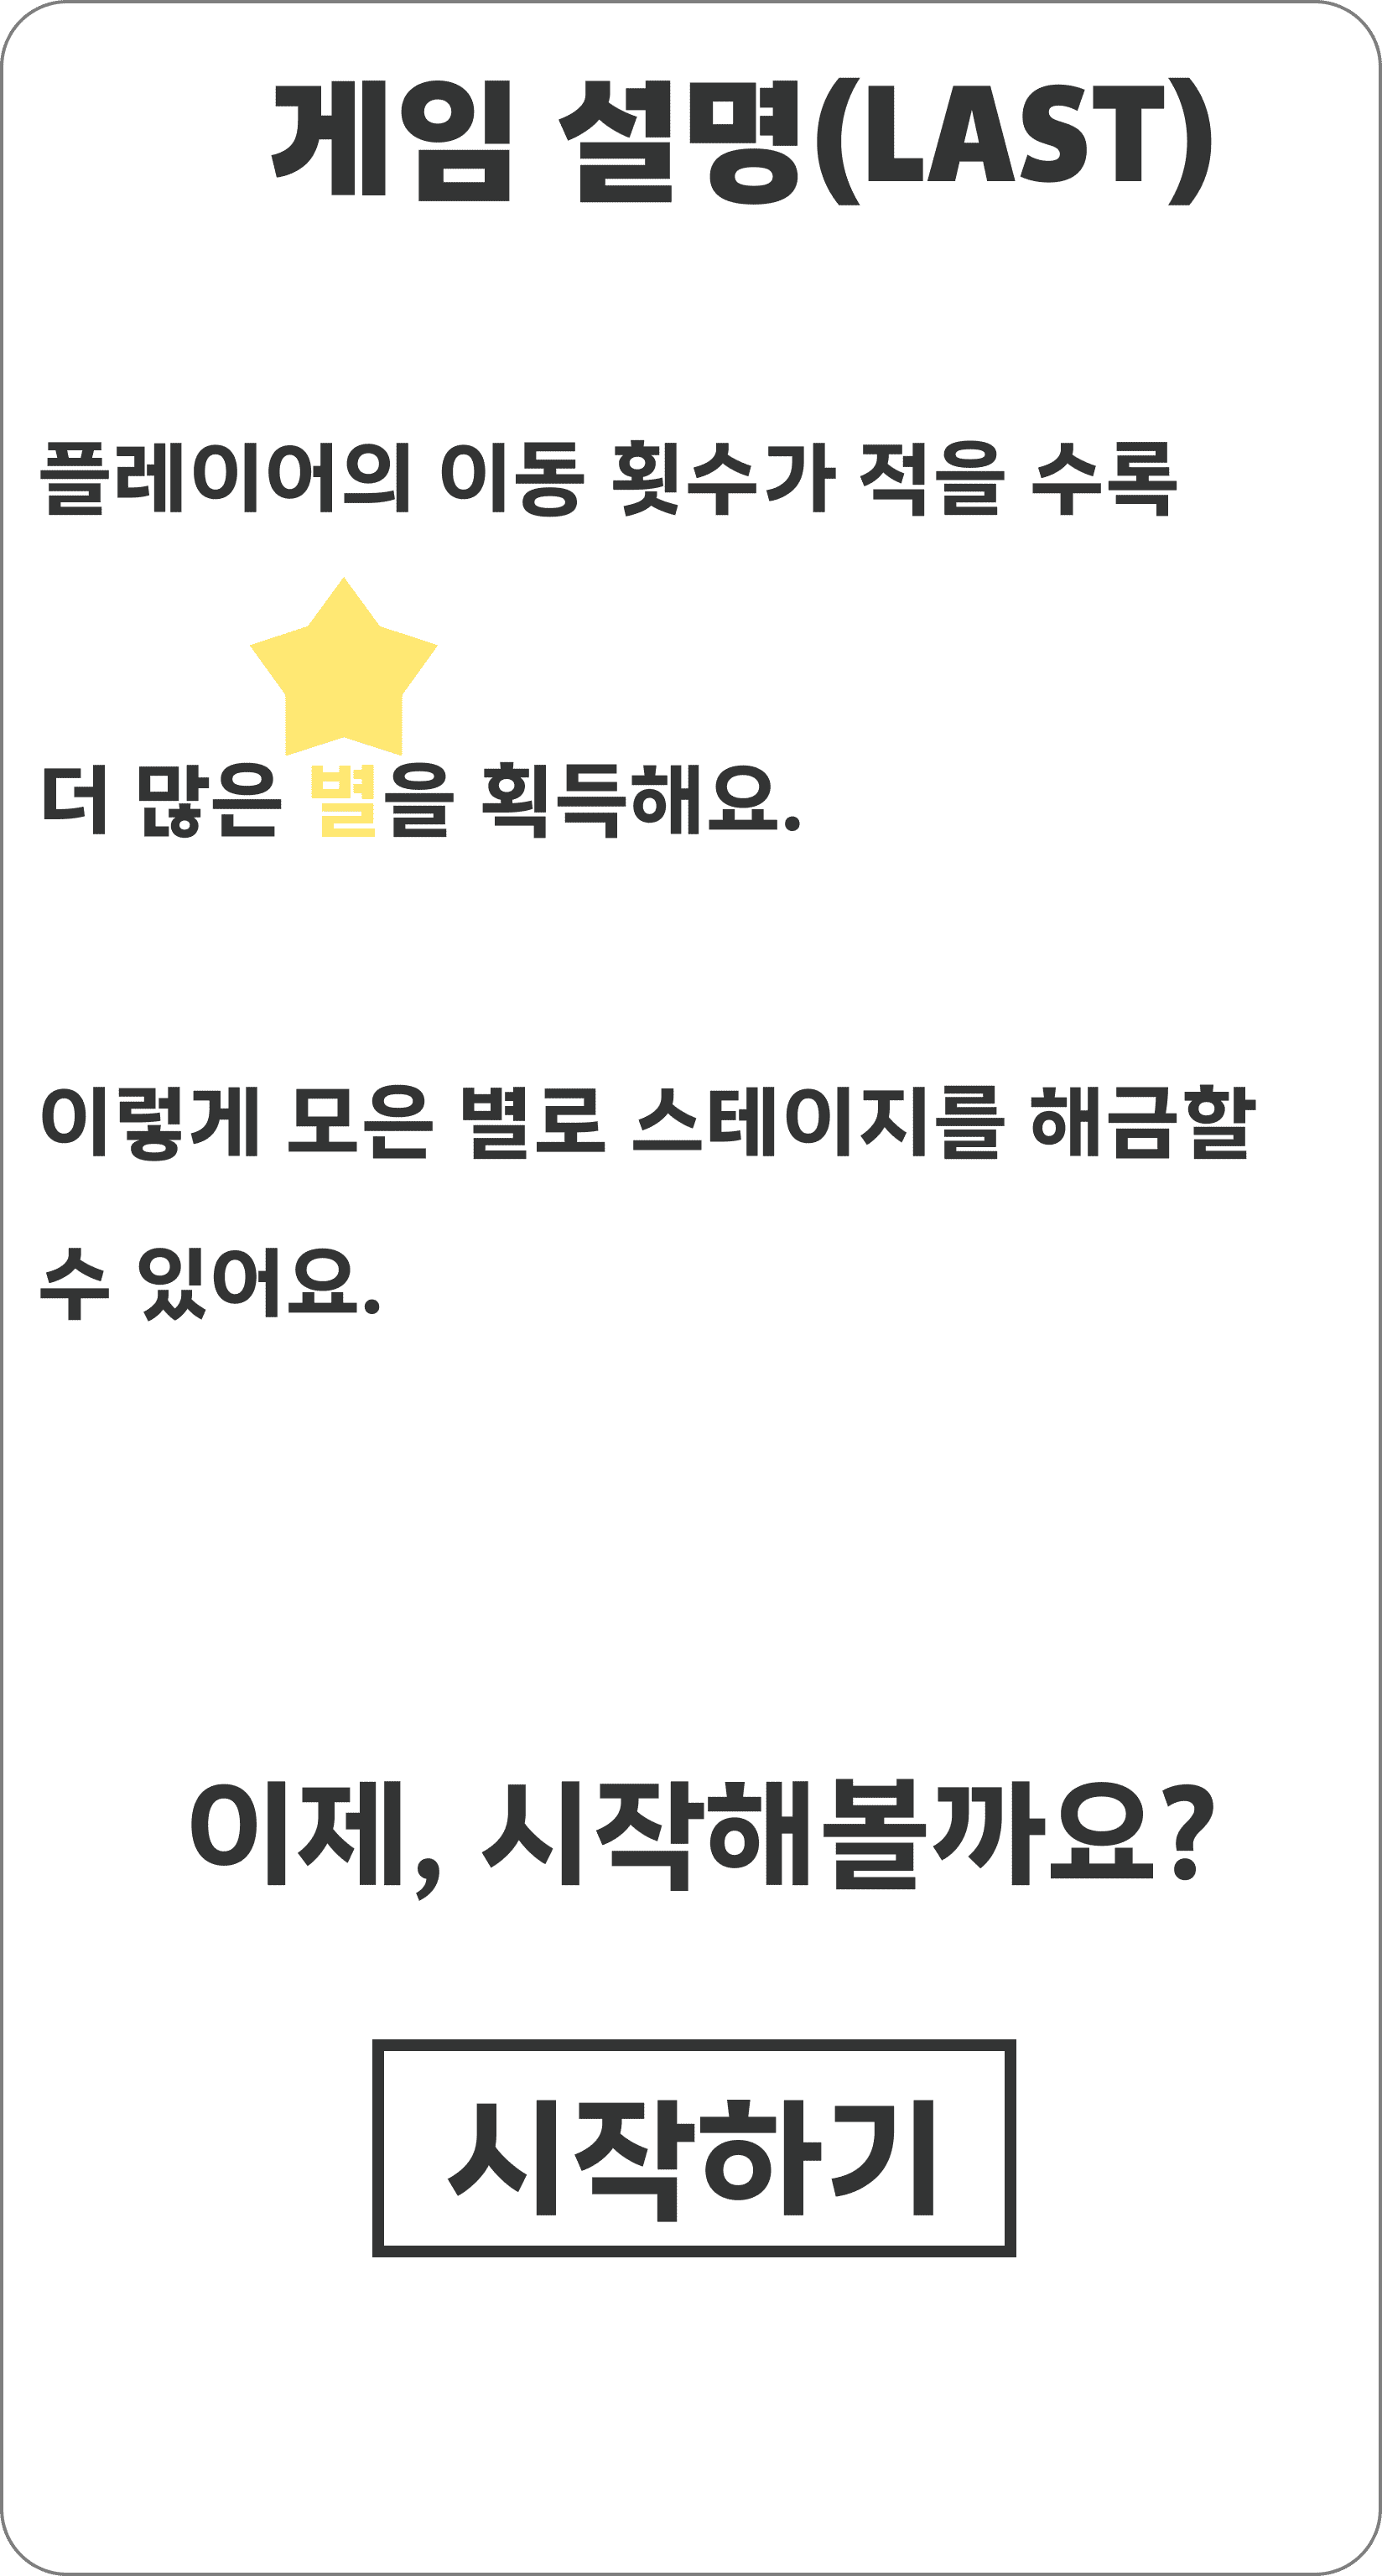 게임 설명(LAST)
플레이어의 이동 횟수가 적을 수록
더 많은 별을 획득해요.
이렇게 모은 별로 스테이지를 해금할
수 있어요.
이제, 시작해볼까요?
시작하기